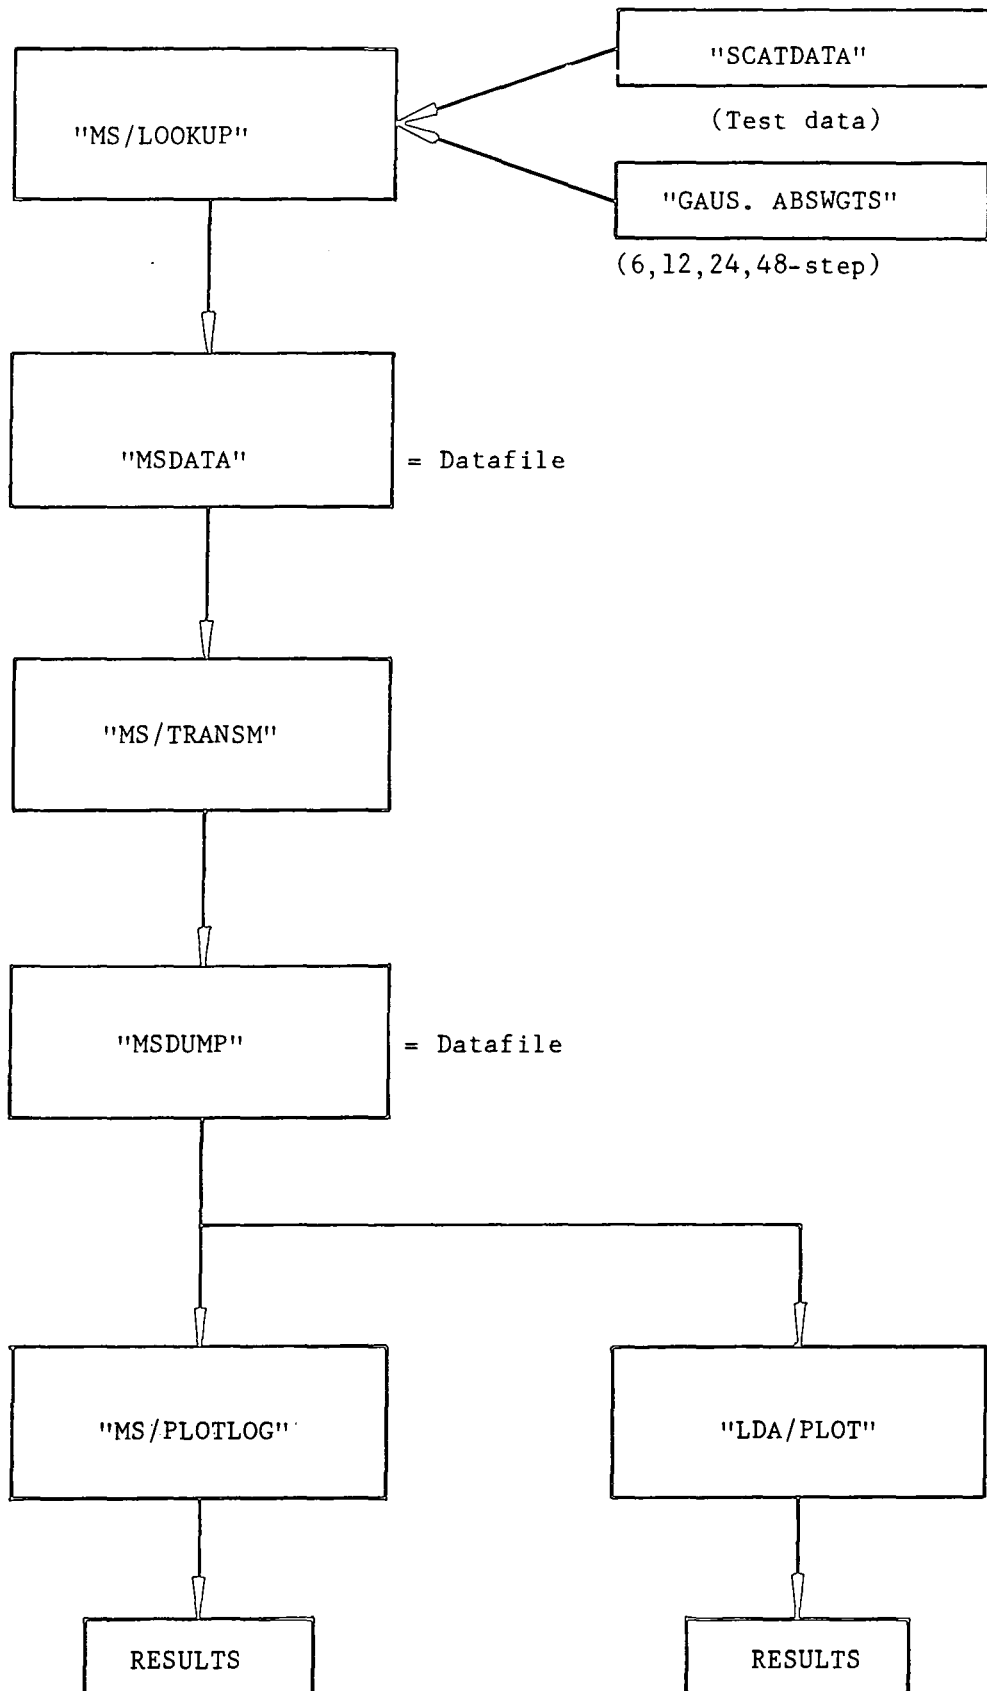 "SCATDATA"
"MS/LOOKUP"
(Test data)
"GAUS. ABSWGTS"
(6,12,24,48-step)
"MSDATA"
= Datafile
"MS/TRANSM"
"MSDUMP"
= Datafile
"MS/PLOTLOG"
"LDA/PLOT"
RESULTS
RESULTS